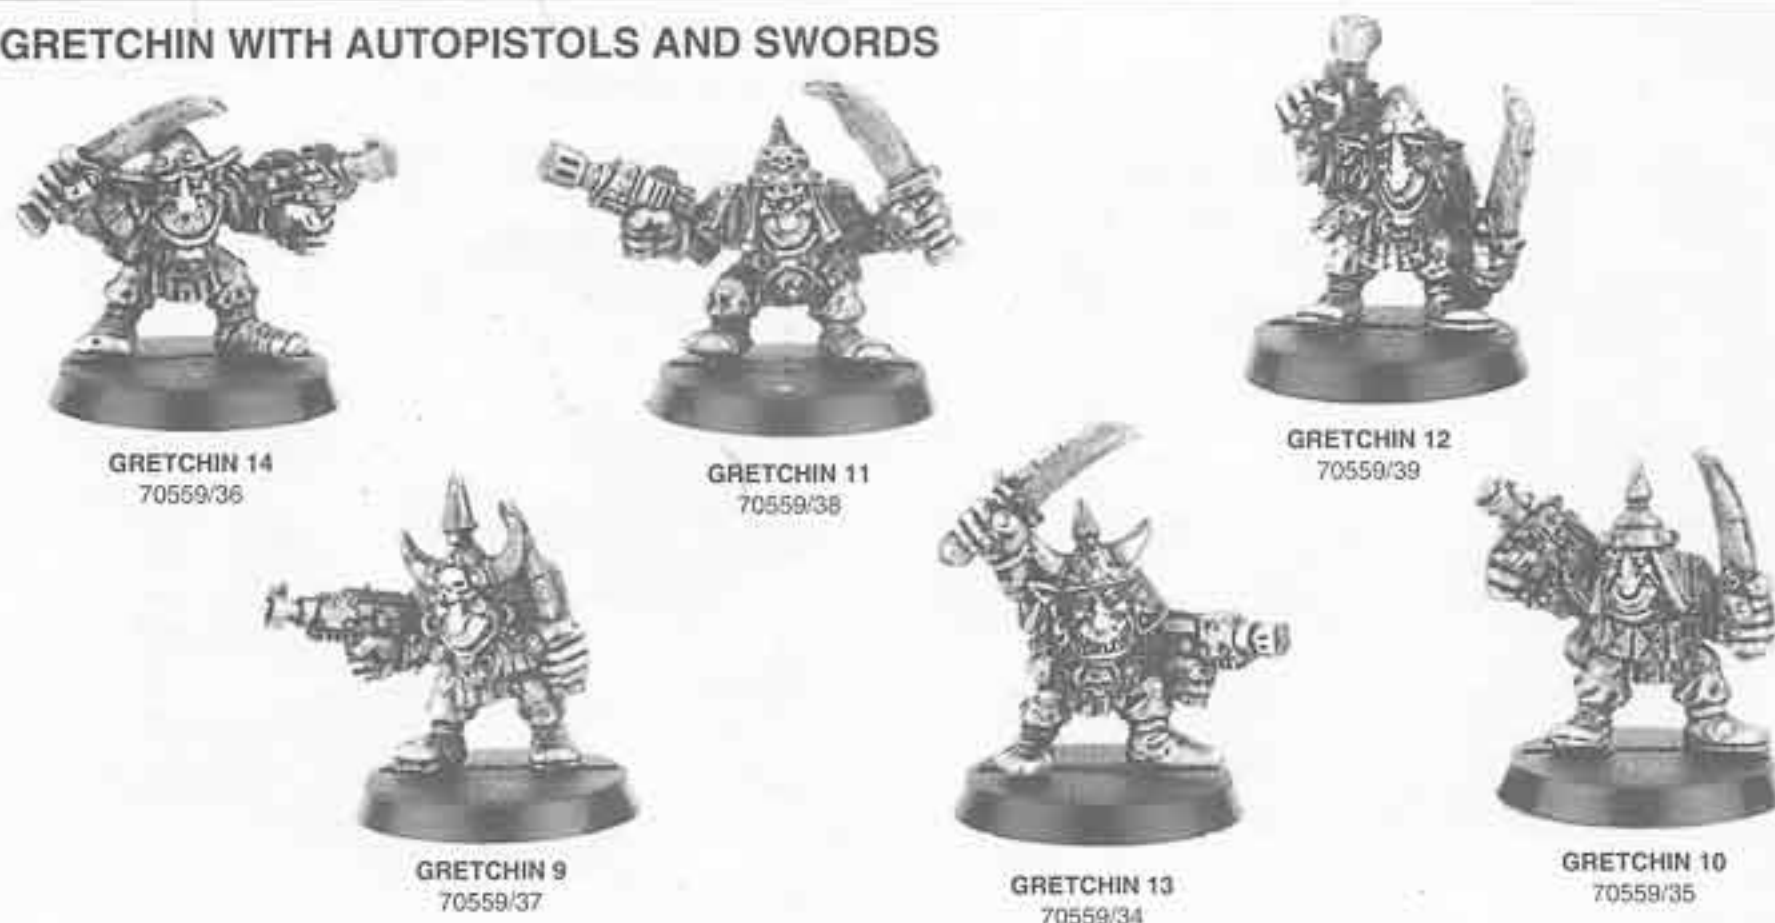 GRETCHIN WITH AUTOPISTOLS AND SWORDS
GRETCHIN 14
70559/36
GRETCHIN 11
70559/38
GRETCHIN 12
70559/39
GRETCHIN 9
70559/37
GRETCHIN 13
70559/34
GRETCHIN 10
70559/35